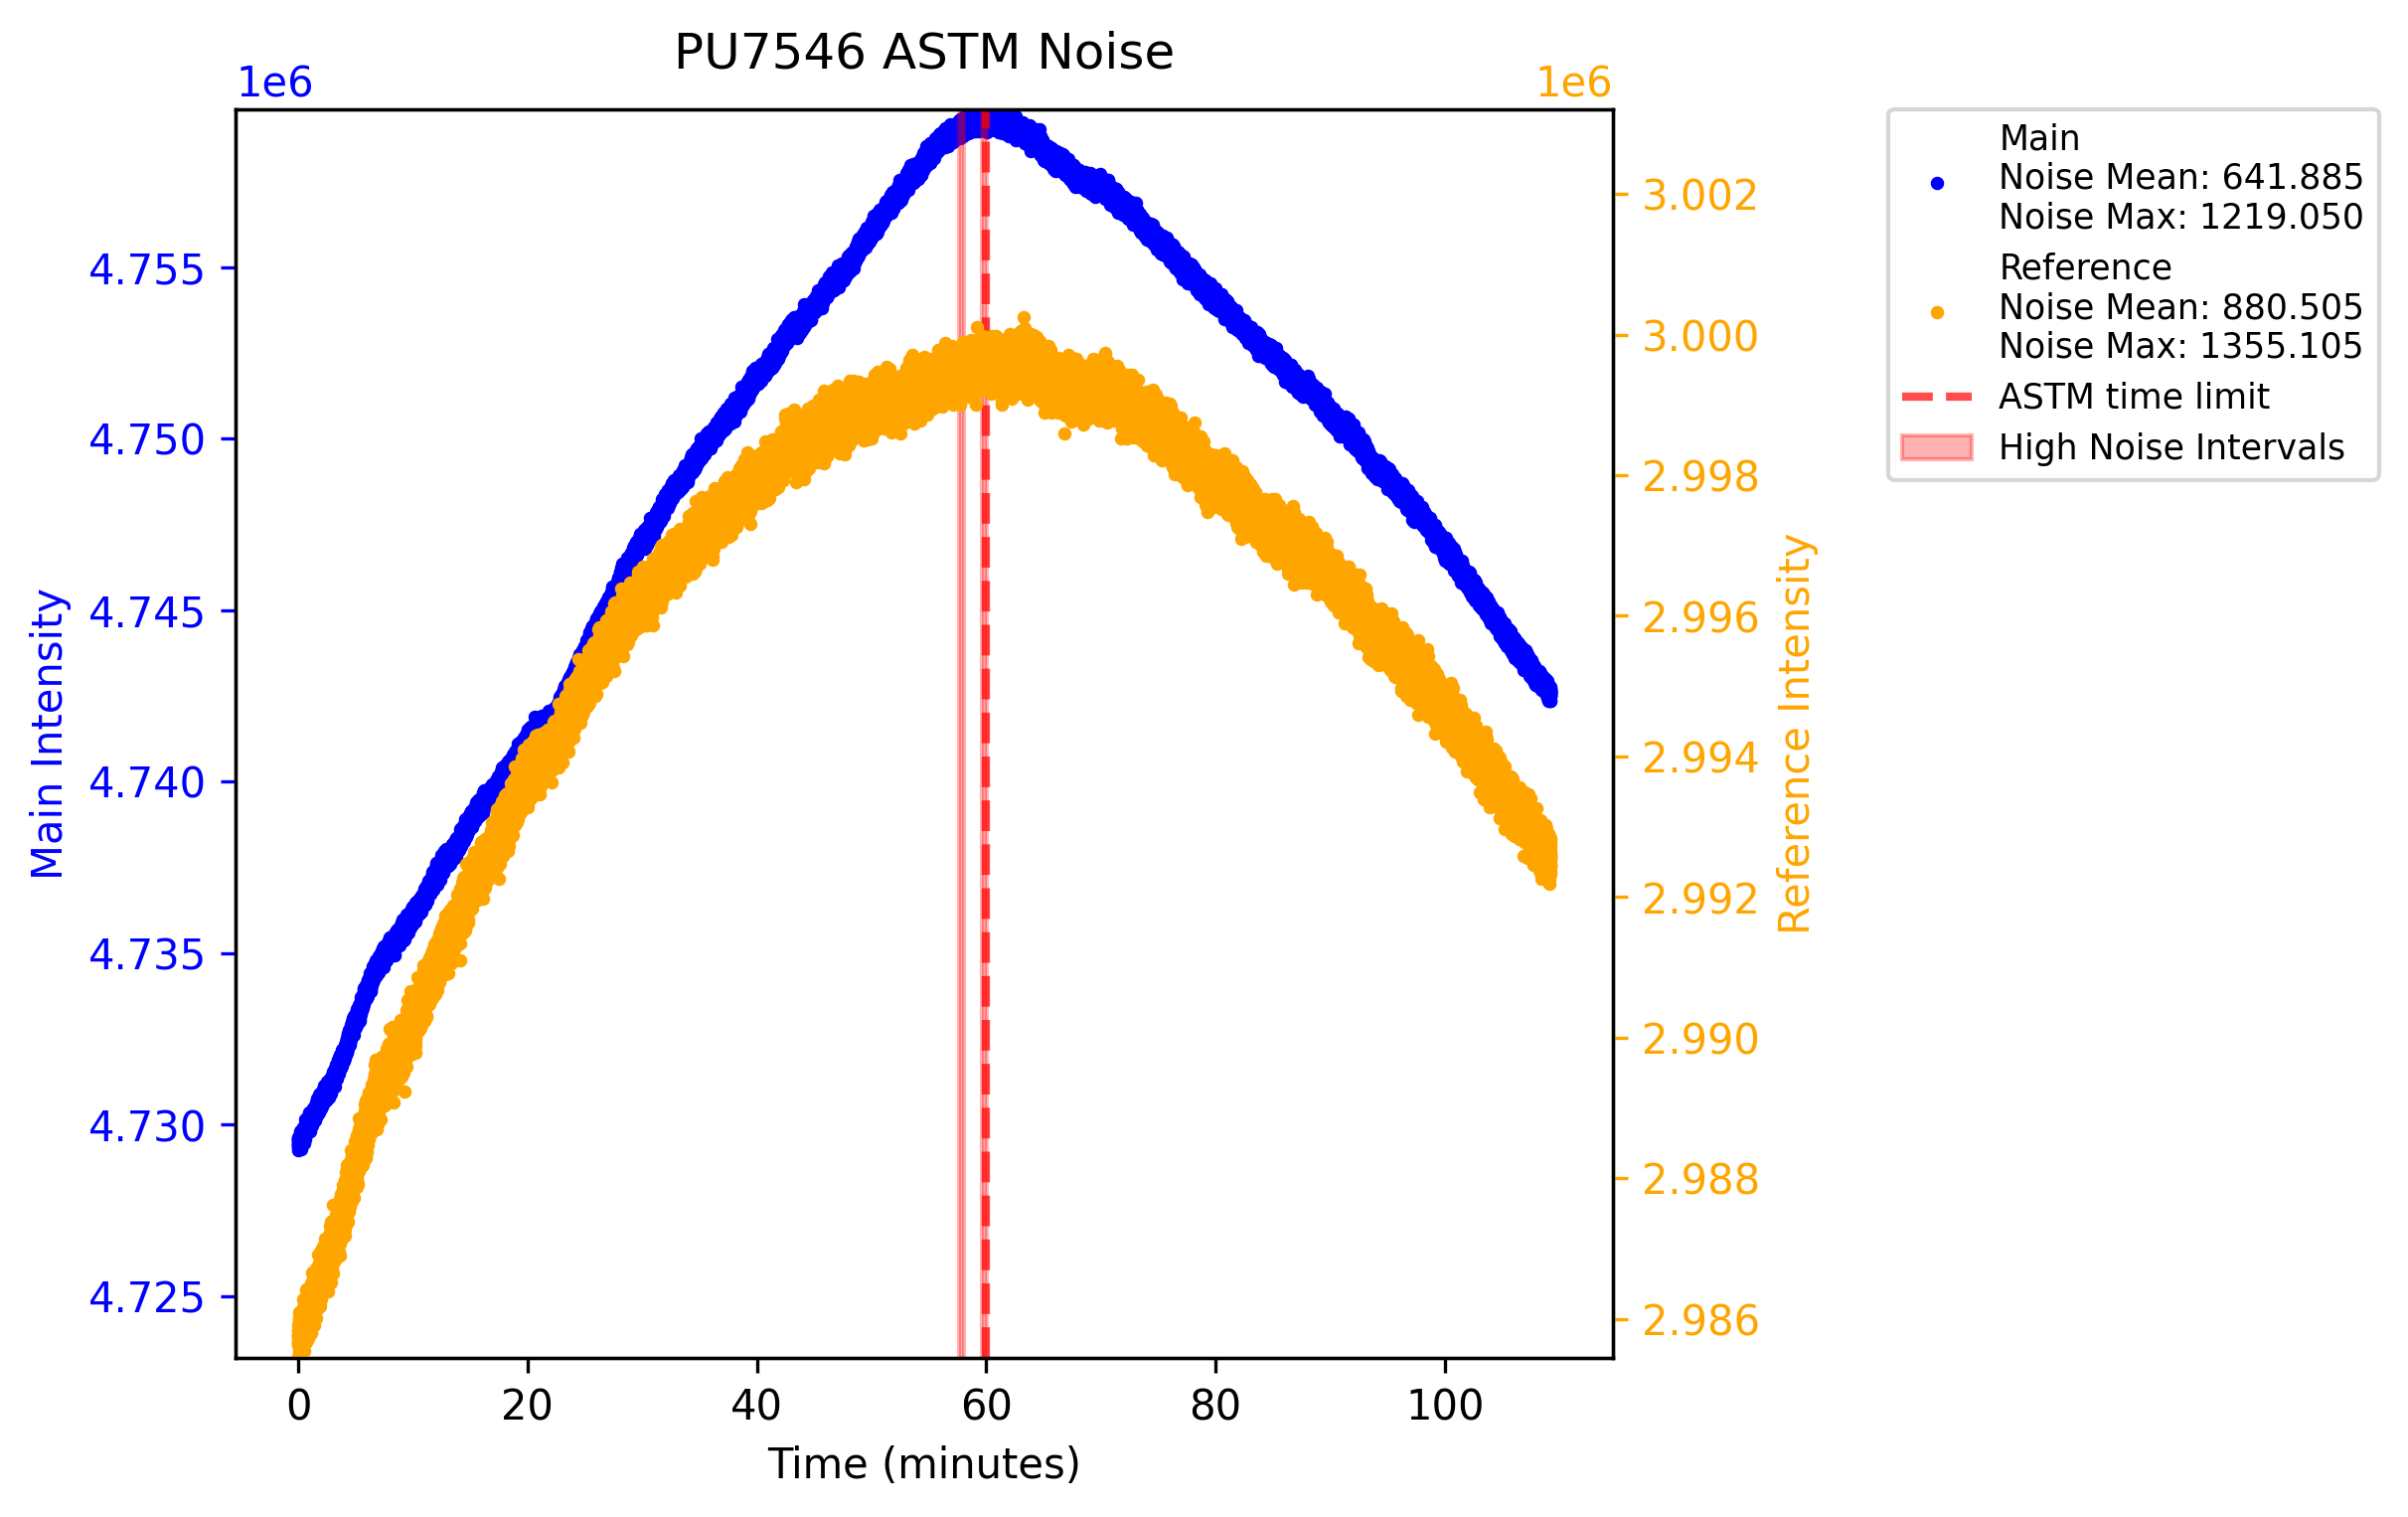 PU7546 ASTM Noise
1e6
1e6
Main
Noise Mean: 641.885
Noise Max: 1219.050
Reference
Noise Mean: 880.505
Noise Max: 1355.105
ASTM time limit
High Noise Intervals
Main Intensity
4.755
4.750
4.745
4.740
4.735
4.730
4.725
3.002
3.000
2.998
2.996
2.994
2.992
2.990
2.988
2.986
Reference Intensity
0 20 40 60 80 100
Time (minutes)